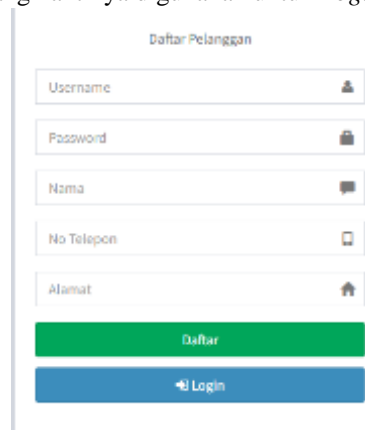 Daftar Pelanggan
Username
Password
Nama
No Telepon
Alamat
Daftar
Login